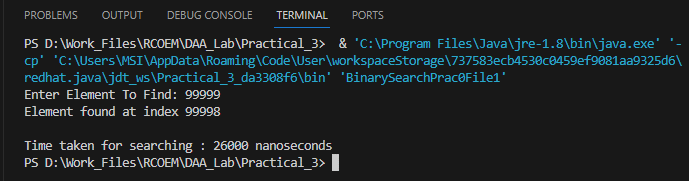 PROBLEMS OUTPUT DEBUG CONSOLE TERMINAL PORTS
PS D:\Work_Files\RCOEM\DAA_Lab\Practical_3> & 'C:\Program Files\Java\jre-1.8\bin\java.exe' '-
cp' 'C:\Users\MSI\AppData\Roaming\Code\User\workspaceStorage\737583ecb4530c0459ef9081aa9325d6\
redhat.java\jdt_ws\Practical_3_da3308f6\bin' 'BinarySearchPrac0File1'
Enter Element To Find: 99999
Element found at index 99998
Time taken for searching : 26000 nanoseconds
PS D:\Work_Files\RCOEM\DAA_Lab\Practical_3>